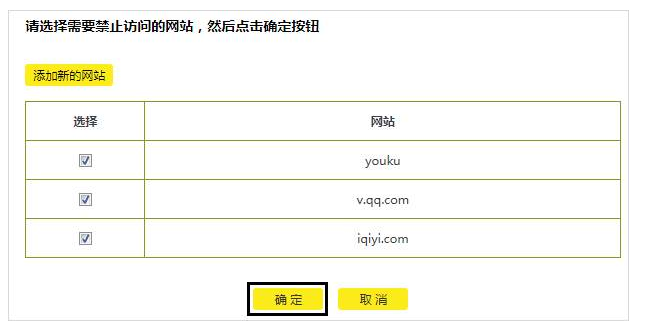 请选择需要禁止访问的网站，然后点击确定按钮
添加新的网站
选择 网站
youku
v.qq.com
iqiyi.com
确 定 取 消